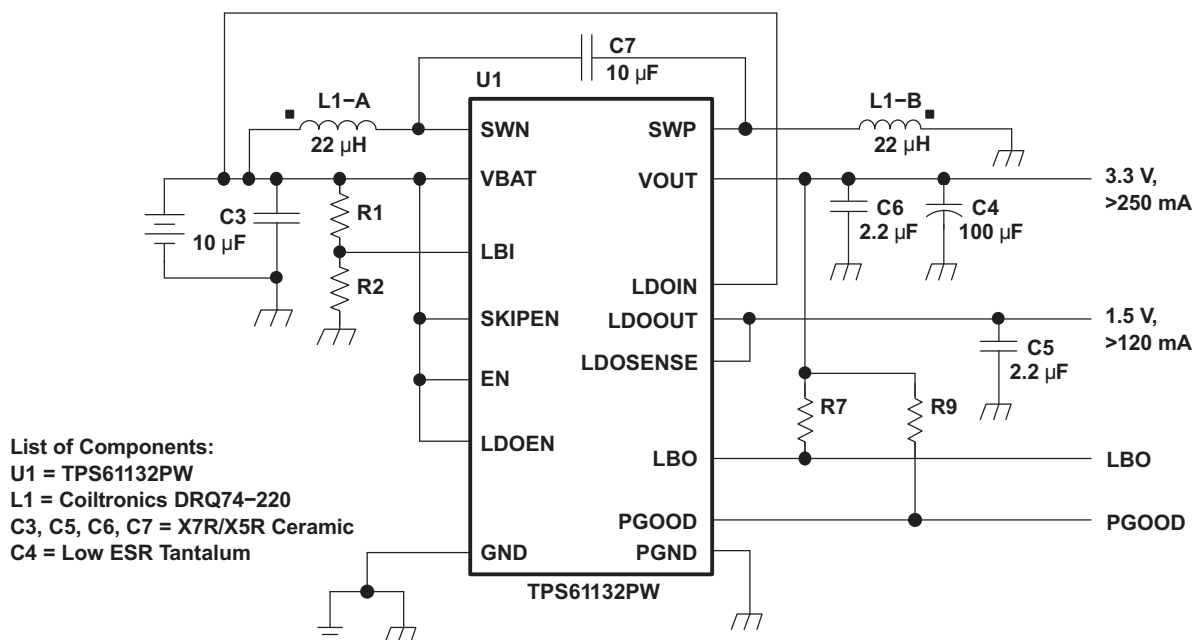 C7
10 µF
U1
L1−A
22 µH
L1−B
22 µH
SWN
SWP
VBAT
VOUT
3.3 V,
>250 mA
C3
10 µF
R1
C6
2.2 µF
C4
100 µF
LBI
R2
LDOIN
SKIPEN
LDOOUT
1.5 V,
>120 mA
LDOSENSE
C5
2.2 µF
EN
R7
R9
LDOEN
LBO
LBO
PGOOD
PGOOD
GND
PGND
TPS61132PW
List of Components:
U1 = TPS61132PW
L1 = Coiltronics DRQ74−220
C3, C5, C6, C7 = X7R/X5R Ceramic
C4 = Low ESR Tantalum